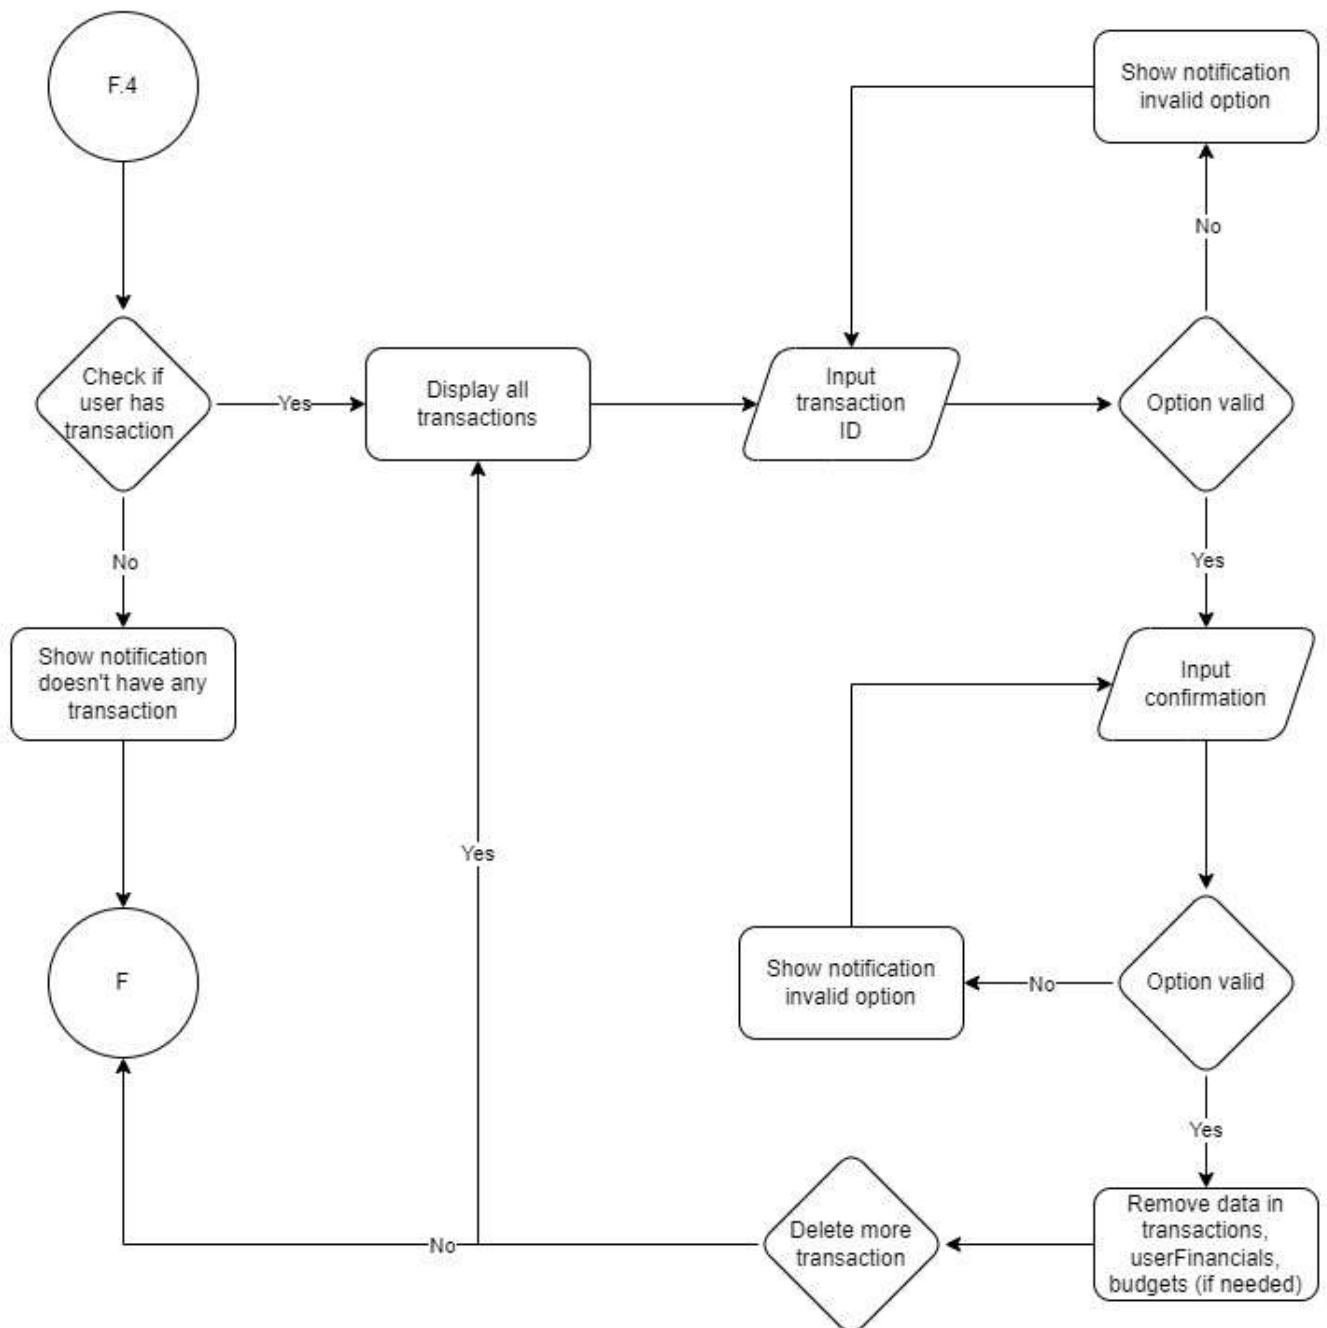 F.4
Show notification
invalid option
No
Check if
user has
transaction
Yes
Display all
transactions
Input
transaction
ID
Option valid
No
Yes
Show notification
doesn't have any
transaction
Input
confirmation
Yes
F
Show notification
invalid option
No
Option valid
Yes
Remove data in
transactions,
userFinancials,
budgets (if needed)
Delete more
transaction
No